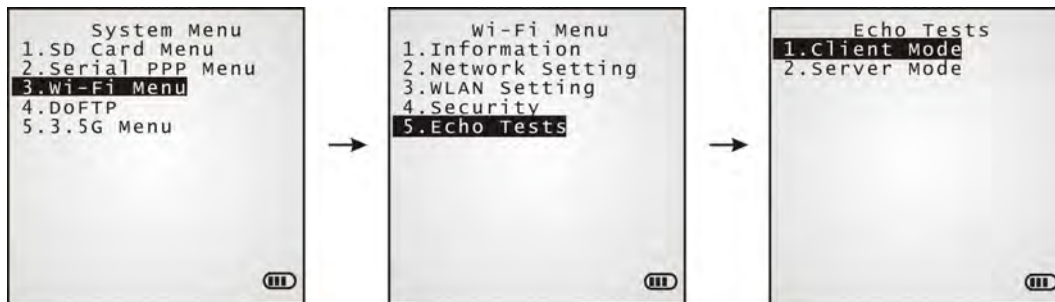 System Menu
1.SD Card Menu
2.Serial PPP Menu
3.Wi-Fi Menu
4.DoFTP
5.3.5G Menu
Wi-Fi Menu
1.Information
2.Network Setting
3.WLAN Setting
4.Security
5.Echo Tests
Echo Tests
1.Client Mode
2.Server Mode